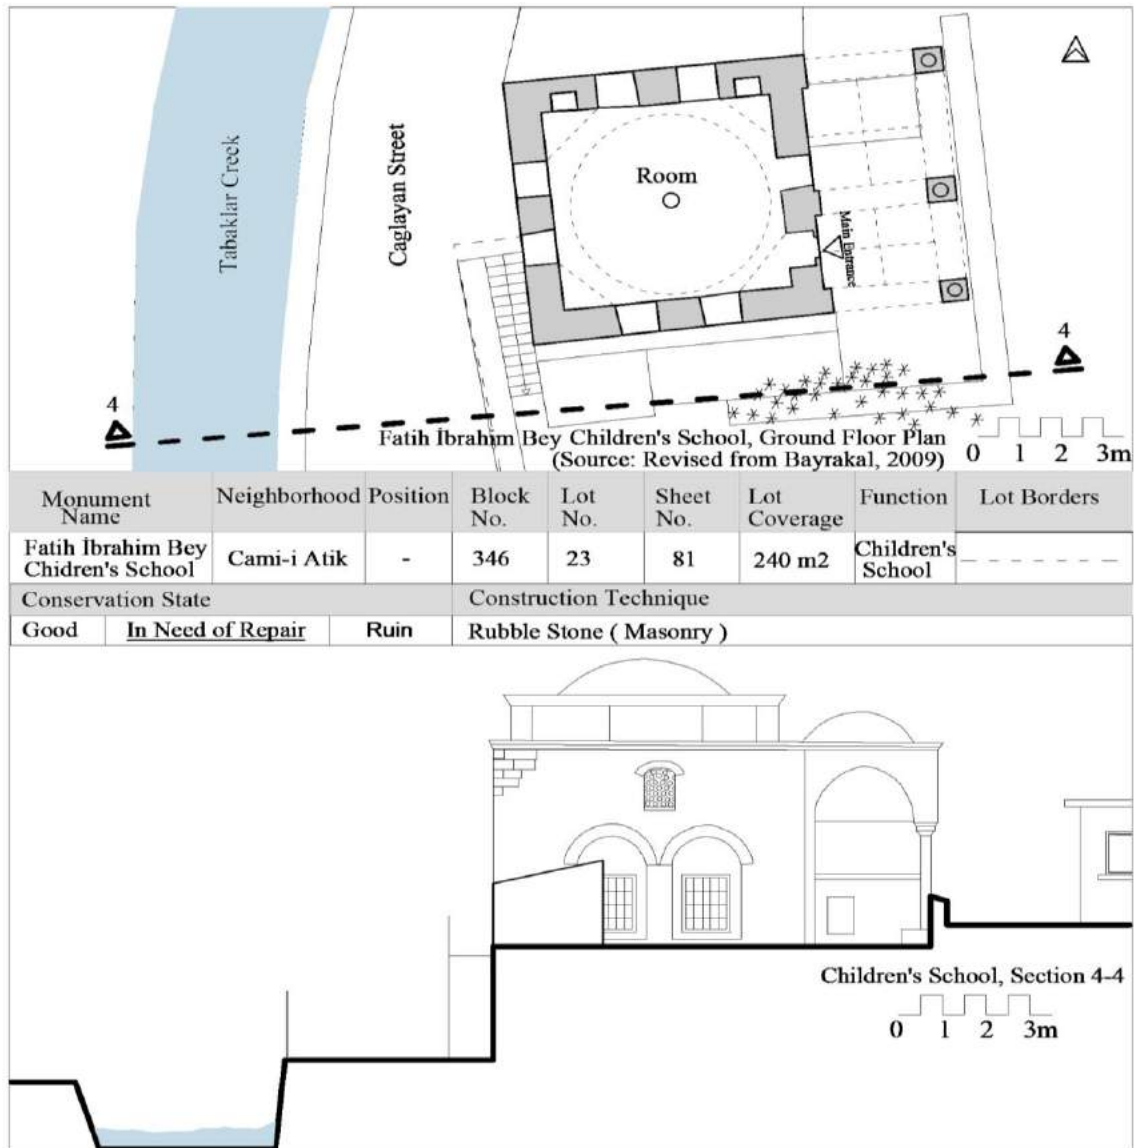 Tabaklar Creek
Caglayan Street
Room
Main Entrance
4
4
Fatih İbrahim Bey Children's School, Ground Floor Plan
(Source: Revised from Bayrakal, 2009)
0 1 2 3m
Monument Name
Neighborhood
Position
Block No.
Lot No.
Sheet No.
Lot Coverage
Function
Lot Borders
Fatih İbrahim Bey Chidren's School
Cami-i Atik
-
346
23
81
240 m2
Children's School
Conservation State
Construction Technique
Good
In Need of Repair
Ruin
Rubble Stone ( Masonry )
Children's School, Section 4-4
0 1 2 3m